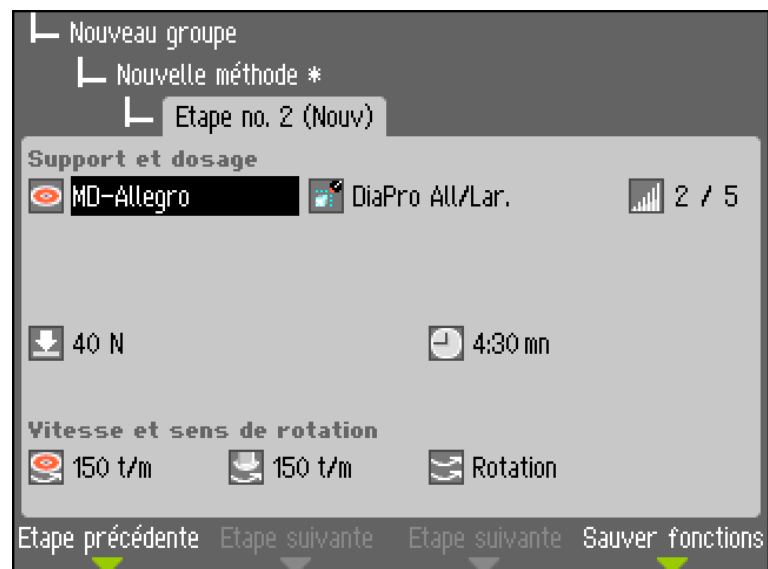 Nouveau groupe
Nouvelle méthode *
Etape no. 2 (Nouv)
Support et dosage
MD-Allegro DiaPro All/Lar. 2 / 5
40 N 4:30 mn
Vitesse et sens de rotation
150 t/m 150 t/m Rotation
Etape précédente Etape suivante Etape suivante Sauver fonctions